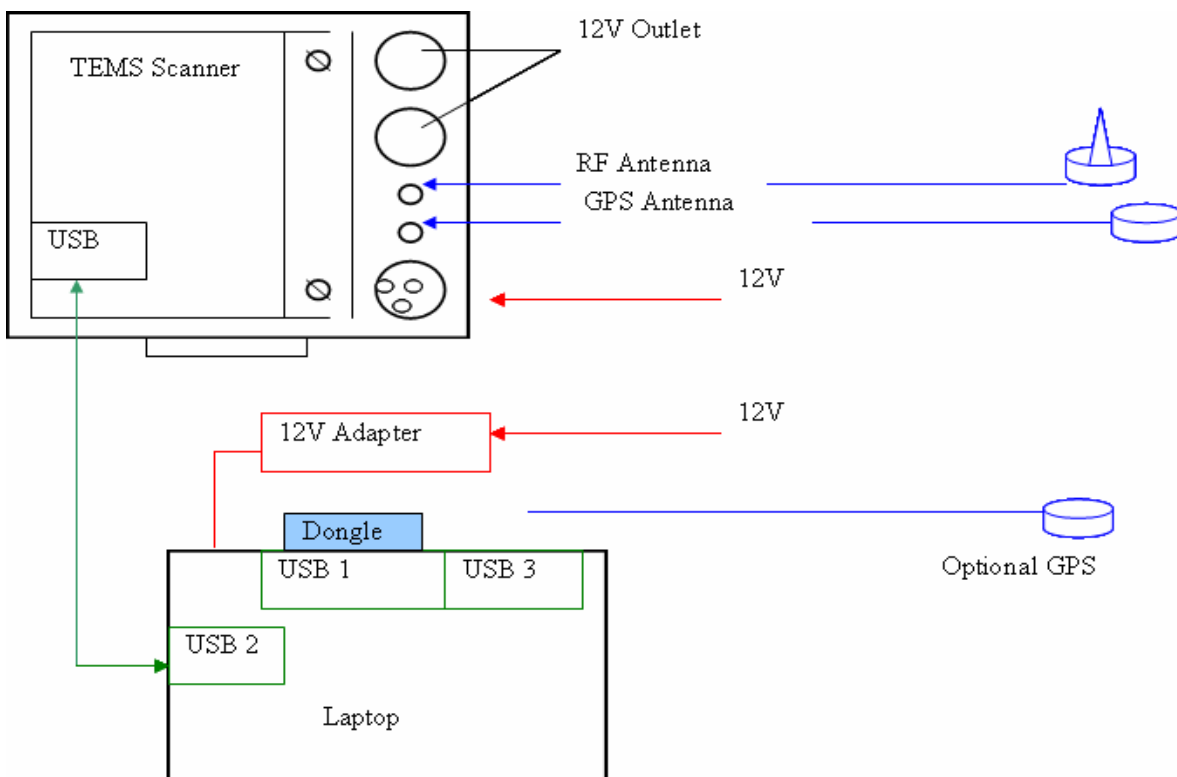 12V Outlet
TEMS Scanner
RF Antenna
GPS Antenna
USB
12V
12V
12V Adapter
Dongle
USB 1
USB 3
Optional GPS
USB 2
Laptop